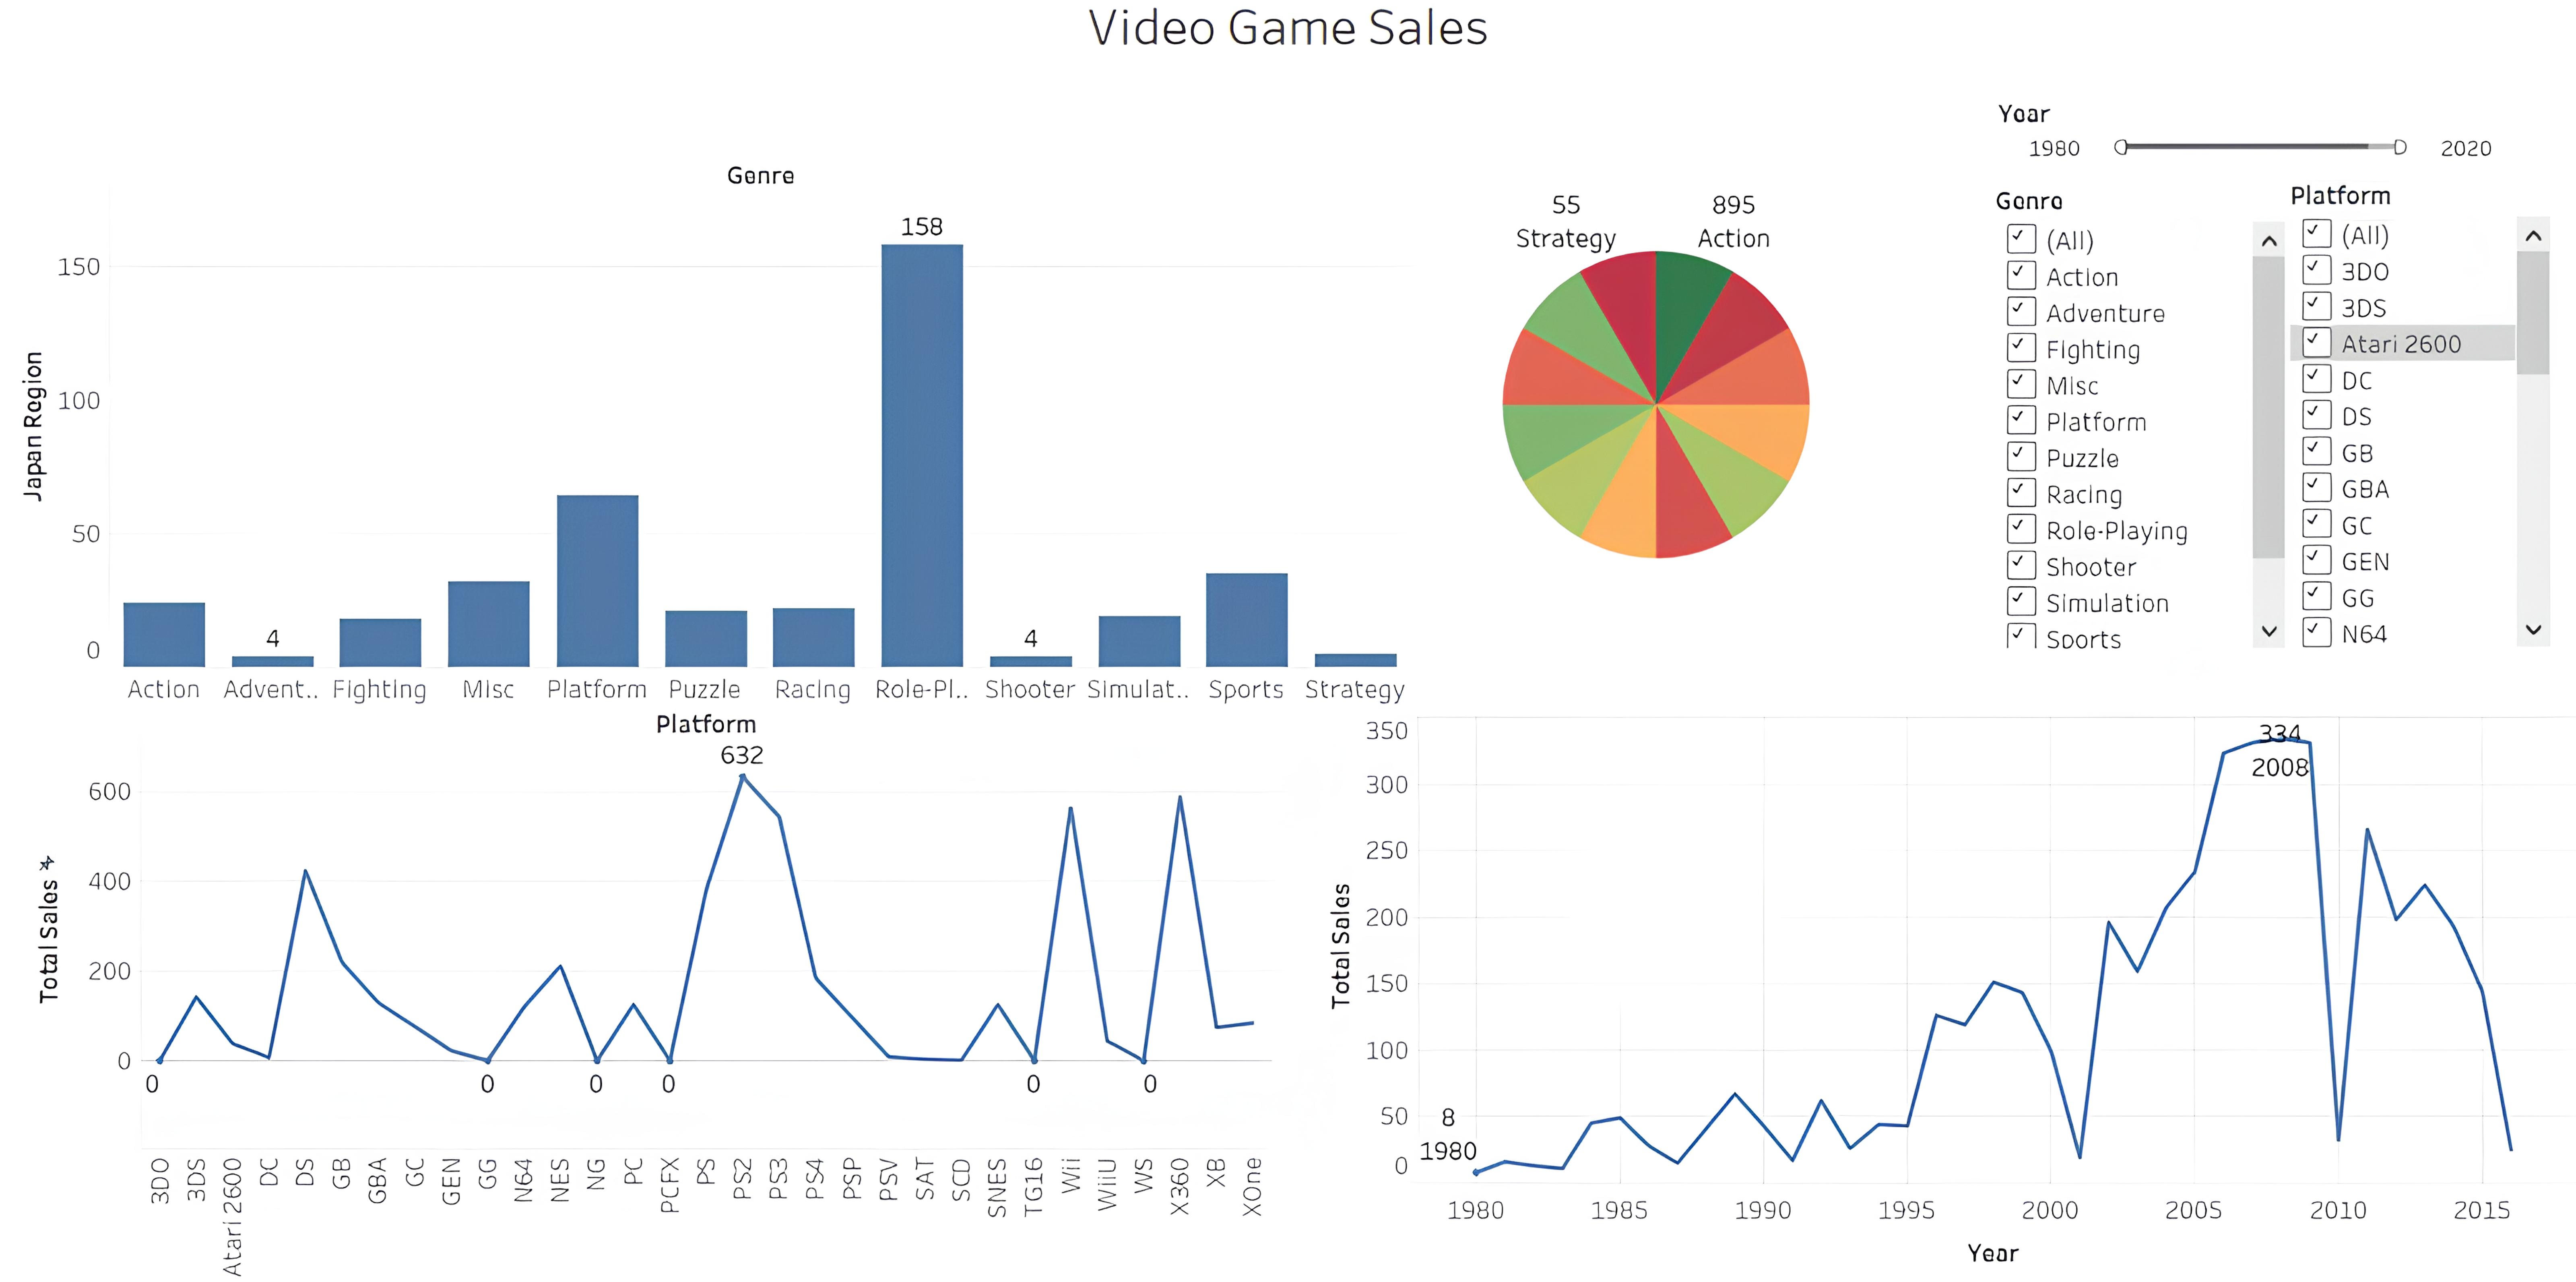 Video Game Sales
Genre
Japan Region
150
100
50
0
158
4
4
Action Advent.. Fighting Misc Platform Puzzle Racing Role-Pl.. Shooter Simulat.. Sports Strategy
55
Strategy
895
Action
Year
1980 2020
Genre
(All)
Action
Adventure
Fighting
Misc
Platform
Puzzle
Racing
Role-Playing
Shooter
Simulation
Sports
Platform
(All)
3DO
3DS
Atari 2600
DC
DS
GB
GBA
GC
GEN
GG
N64
Platform
Total Sales
600
400
200
0
632
0 0 0 0 0 0
3DO
3DS
Atari 2600
DC
DS
GB
GBA
GC
GEN
GG
N64
NES
NG
PC
PCFX
PS
PS2
PS3
PS4
PSP
PSV
SAT
SCD
SNES
TG16
Wii
WiiU
WS
X360
XB
XOne
Total Sales
350
300
250
200
150
100
50
0
334
2008
8
1980
1980 1985 1990 1995 2000 2005 2010 2015
Year